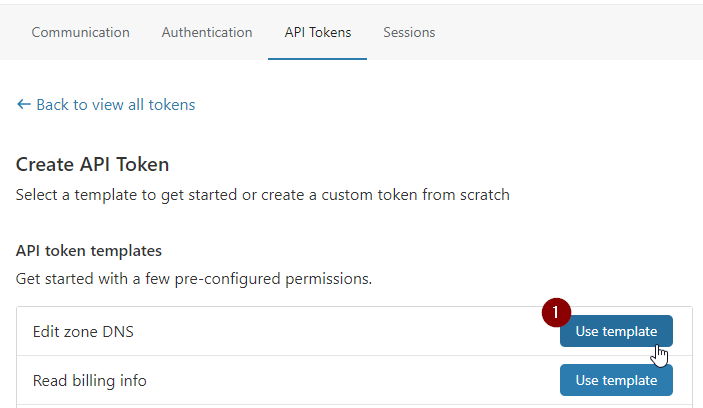 Communication Authentication API Tokens Sessions
← Back to view all tokens
Create API Token
Select a template to get started or create a custom token from scratch
API token templates
Get started with a few pre-configured permissions.
1
Edit zone DNS Use template
Read billing info Use template